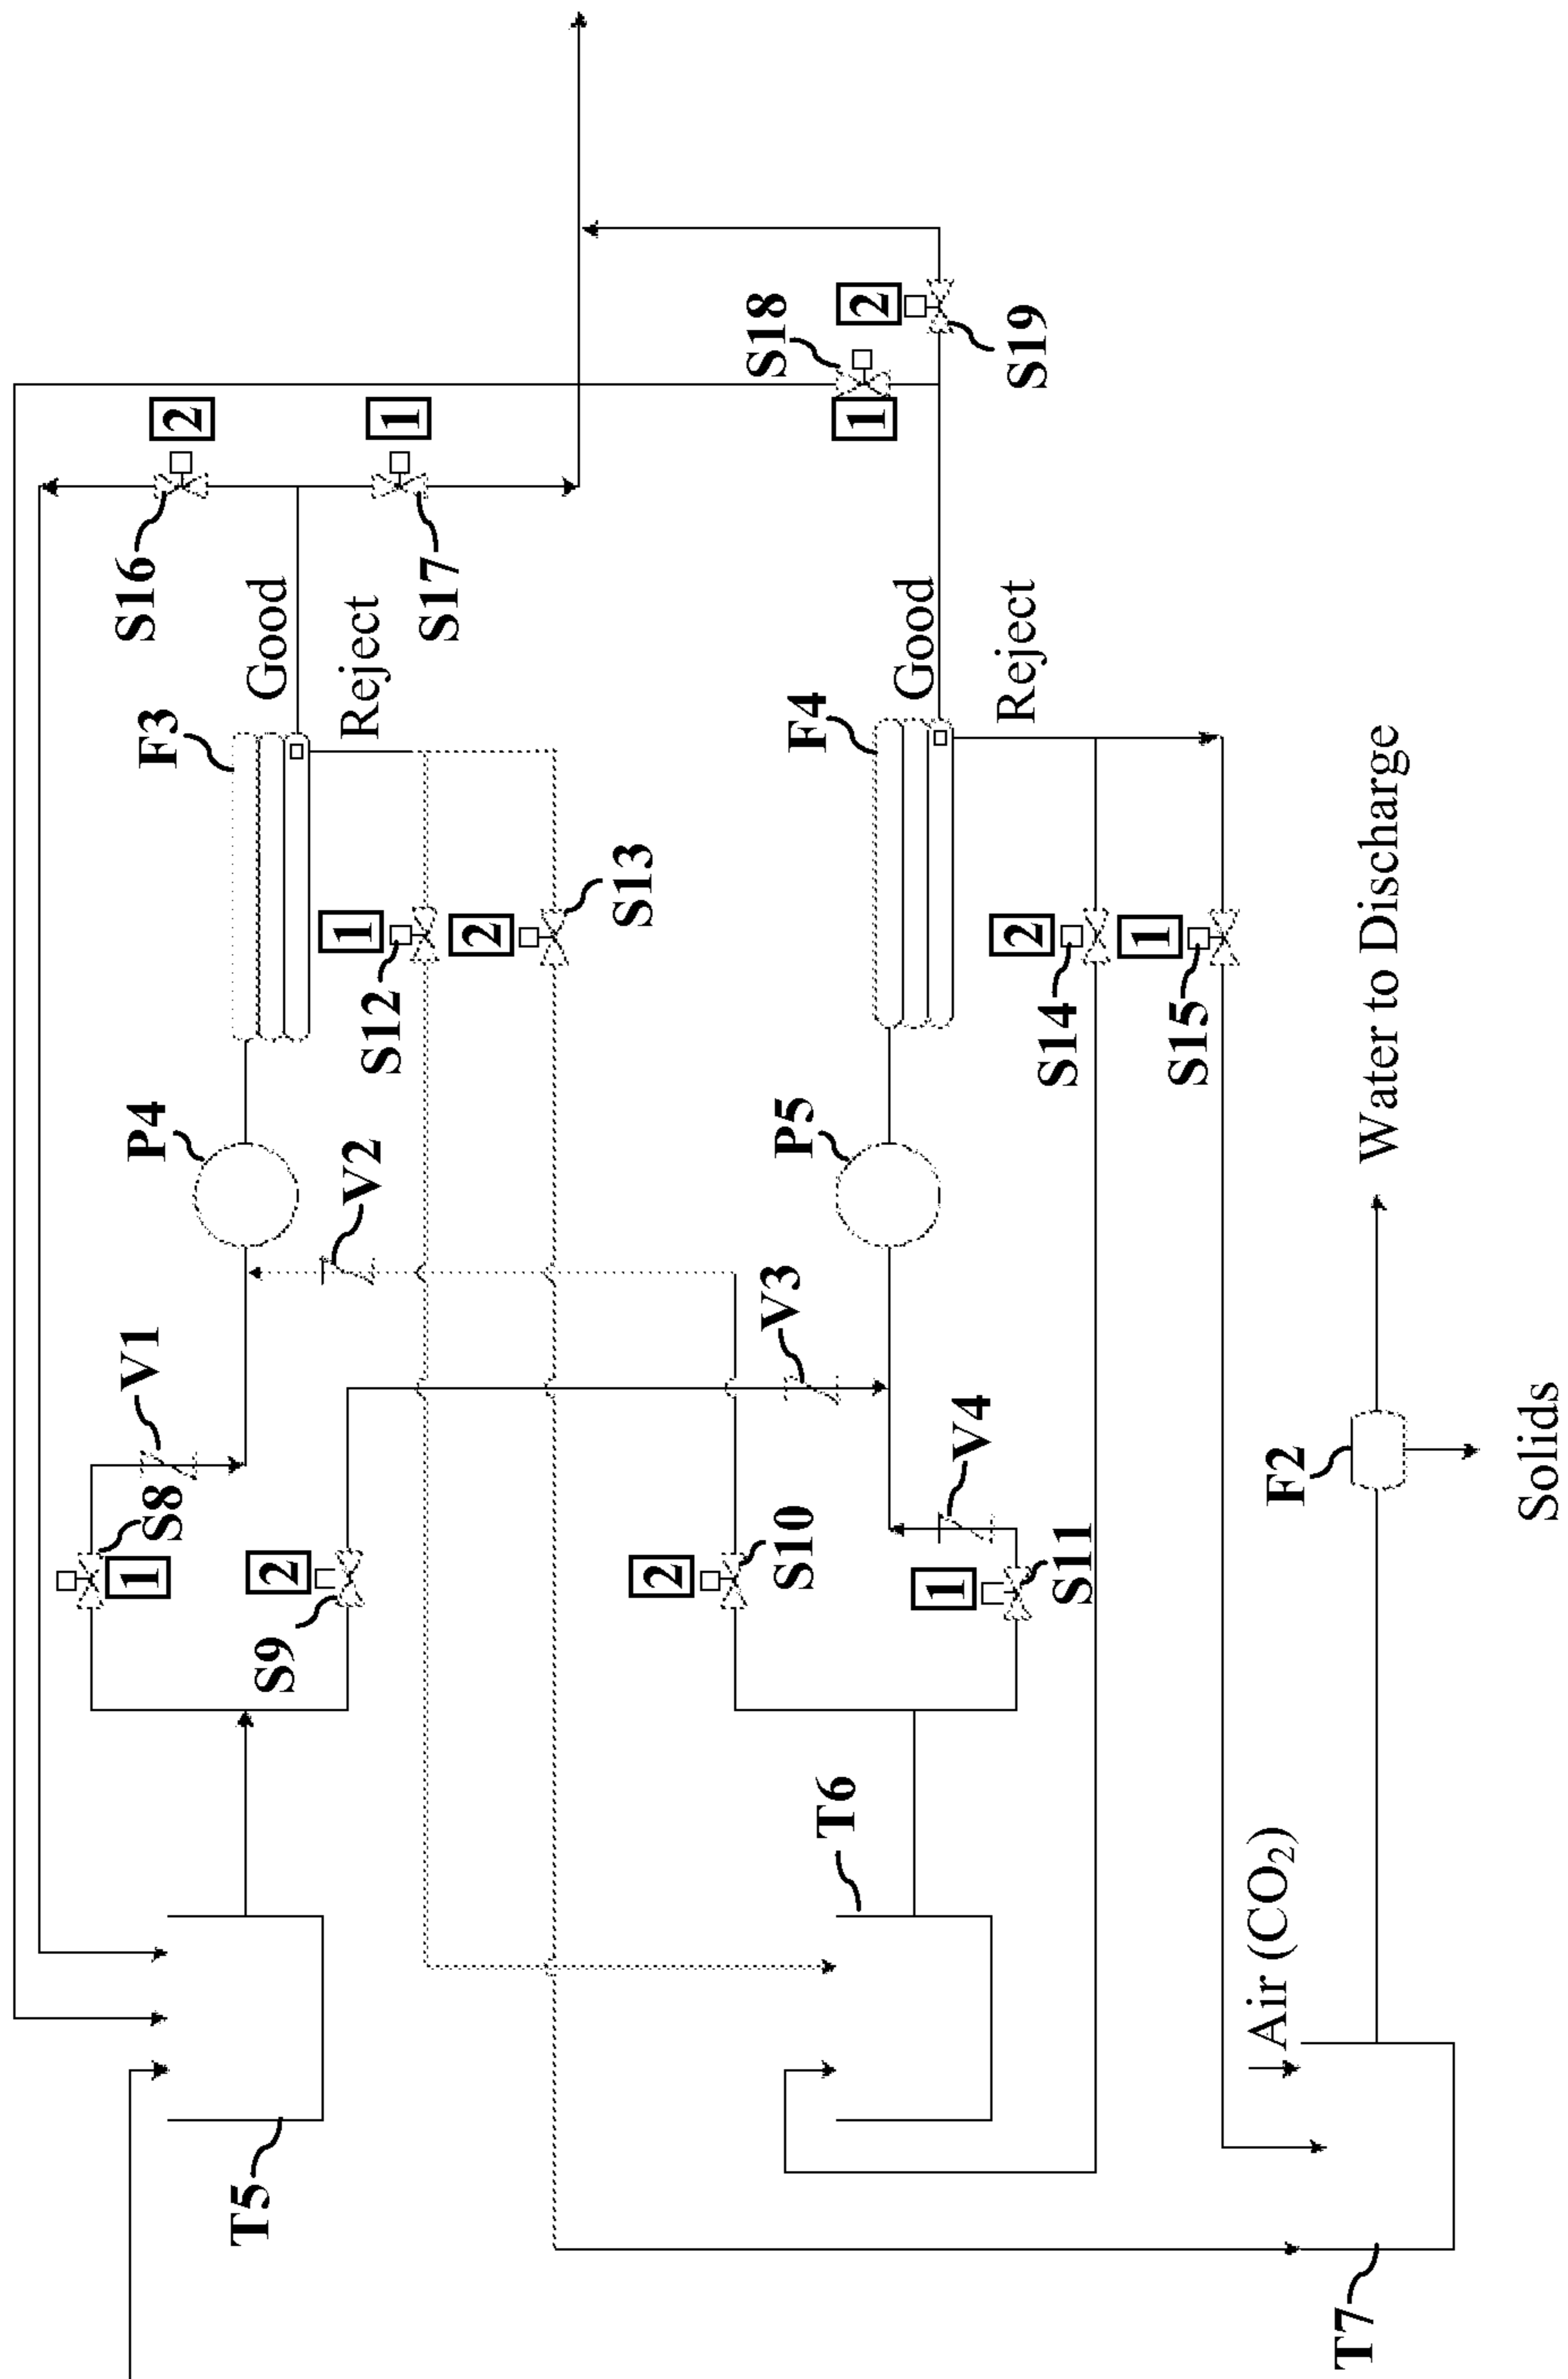 S16
2
1
S17
Good
Reject
F3
P4
V2
V1
1
S8
2
S9
1
S12
2
S13
T5
S18
1
2
S19
Good
Reject
F4
P5
V3
V4
2
S10
1
S11
2
S14
1
S15
T6
Air (CO₂)
T7
F2
Solids
Water to Discharge